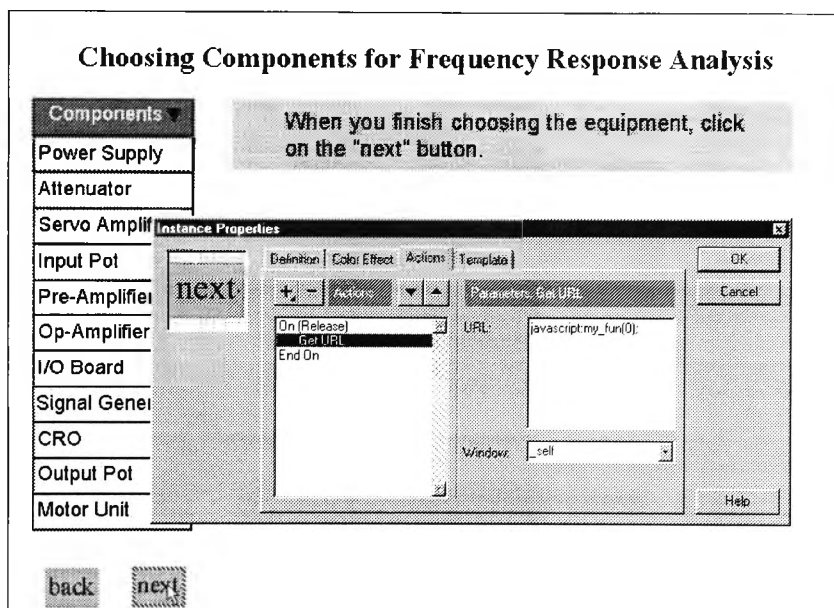 Choosing Components for Frequency Response Analysis
Components
When you finish choosing the equipment, click
on the "next" button.
Power Supply
Attenuator
Servo Amplif
Input Pot
Pre-Amplifier
Op-Amplifier
I/O Board
Signal Gener
CRO
Output Pot
Motor Unit
Instance Properties
next
Definition
Color Effect
Actions
Template
OK
Cancel
Actions
Parameters: Get URL
On (Release)
Get URL
End On
URL:
javascript:my_fun(0);
Window:
_self
Help
back
next